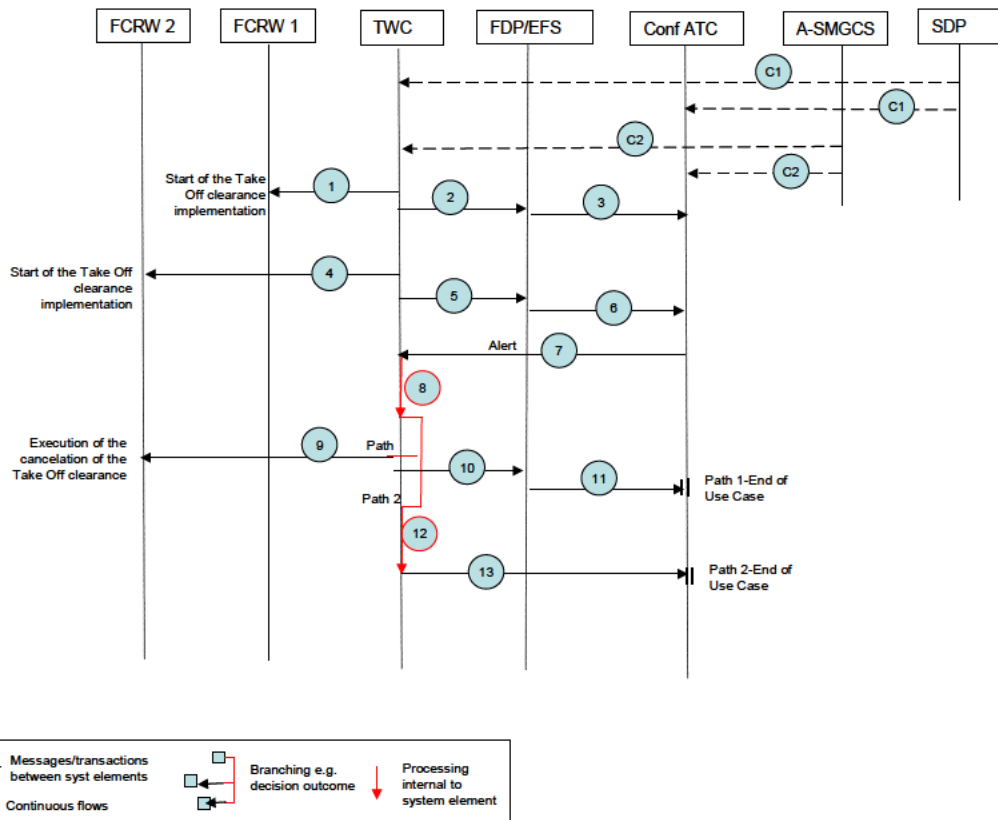 FCRW 2
FCRW 1
TWC
FDP/EFS
Conf ATC
A-SMGCS
SDP
C1
C1
C2
C2
Start of the Take
Off clearance
implementation
1
2
3
Start of the Take Off
clearance
implementation
4
5
6
Alert
7
8
Execution of the
cancelation of the
Take Off clearance
9
Path
10
11
Path 1-End of
Use Case
Path 2
12
13
Path 2-End of
Use Case
Messages/transactions
between syst elements
Continuous flows
Branching e.g.
decision outcome
Processing
internal to
system element